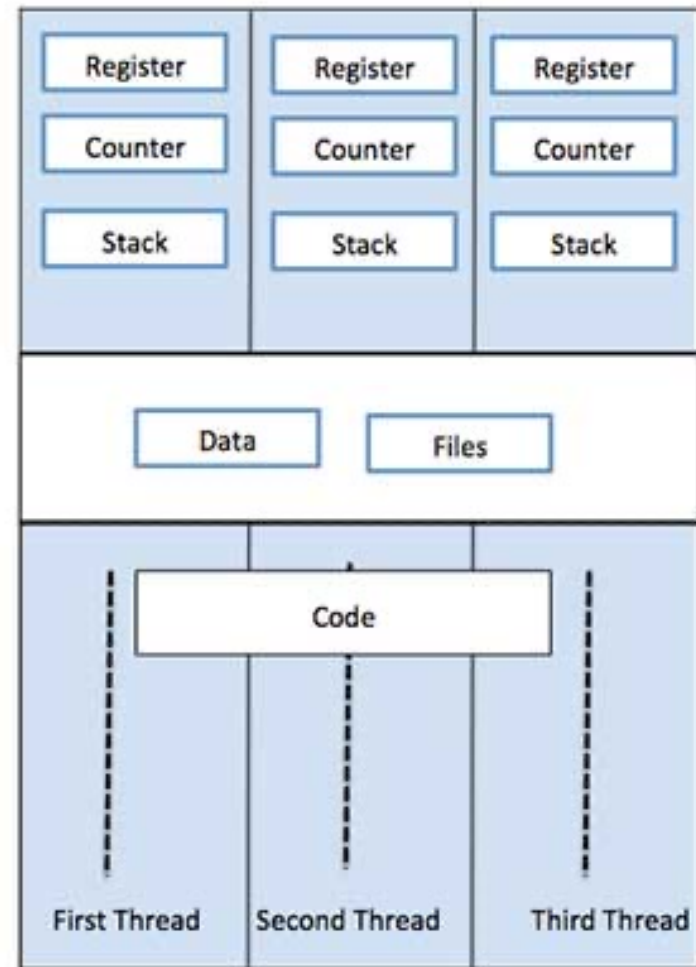 Register Register Register
Counter Counter Counter
Stack Stack Stack
Data Files
Code
First Thread Second Thread Third Thread